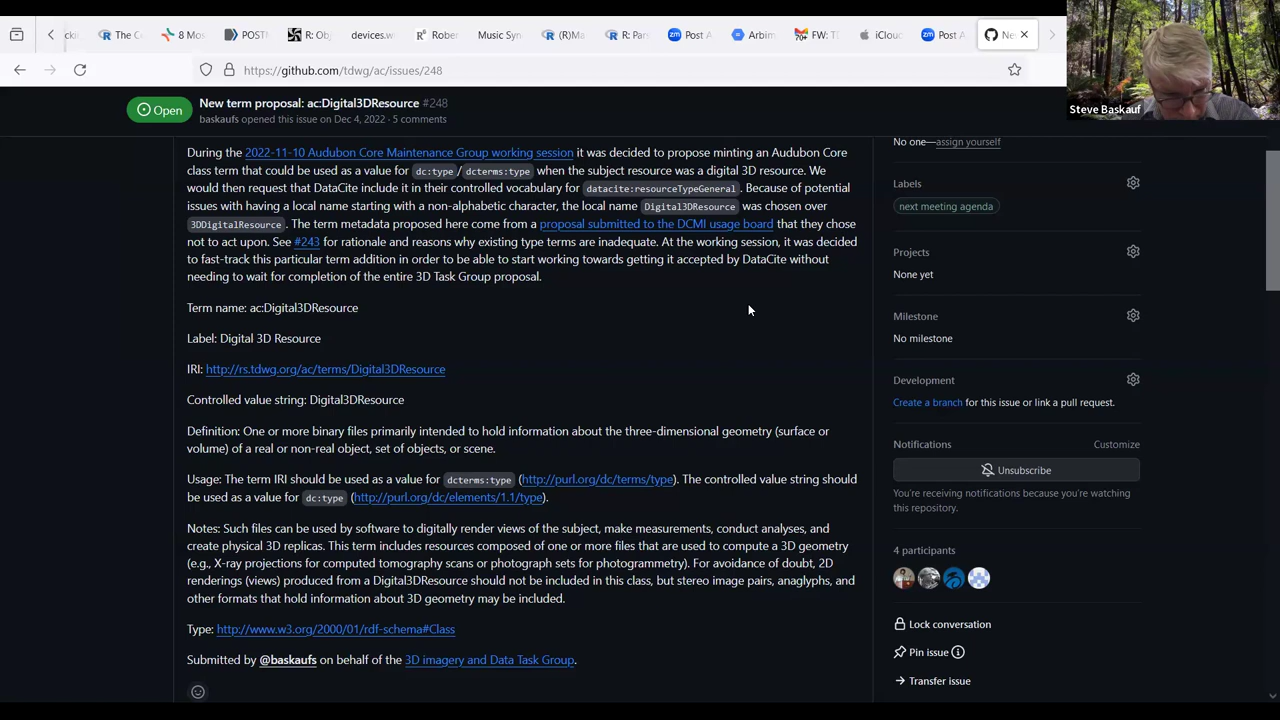 cki
The C
8 Mos
POSTI
R: Obj
devices.w
Rober
Music Syn
(R)Ma
R: Pars
Post A
Arbim
FW: T
iClou
Post A
Ne
https://github.com/tdwg/ac/issues/248
Steve Baskauf
Open
New term proposal: ac:Digital3DResource #248
baskaufs opened this issue on Dec 4, 2022 · 5 comments
During the 2022-11-10 Audubon Core Maintenance Group working session it was decided to propose minting an Audubon Core
class term that could be used as a value for dc:type / dcterms:type when the subject resource was a digital 3D resource. We
would then request that DataCite include it in their controlled vocabulary for datacite:resourceTypeGeneral . Because of potential
issues with having a local name starting with a non-alphabetic character, the local name Digital3DResource was chosen over
3DDigitalResource . The term metadata proposed here come from a proposal submitted to the DCMI usage board that they chose
not to act upon. See #243 for rationale and reasons why existing type terms are inadequate. At the working session, it was decided
to fast-track this particular term addition in order to be able to start working towards getting it accepted by DataCite without
needing to wait for completion of the entire 3D Task Group proposal.
Term name: ac:Digital3DResource
Label: Digital 3D Resource
IRI: http://rs.tdwg.org/ac/terms/Digital3DResource
Controlled value string: Digital3DResource
Definition: One or more binary files primarily intended to hold information about the three-dimensional geometry (surface or
volume) of a real or non-real object, set of objects, or scene.
Usage: The term IRI should be used as a value for dcterms:type (http://purl.org/dc/terms/type). The controlled value string should
be used as a value for dc:type (http://purl.org/dc/elements/1.1/type).
Notes: Such files can be used by software to digitally render views of the subject, make measurements, conduct analyses, and
create physical 3D replicas. This term includes resources composed of one or more files that are used to compute a 3D geometry
(e.g., X-ray projections for computed tomography scans or photograph sets for photogrammetry). For avoidance of doubt, 2D
renderings (views) produced from a Digital3DResource should not be included in this class, but stereo image pairs, anaglyphs, and
other formats that hold information about 3D geometry may be included.
Type: http://www.w3.org/2000/01/rdf-schema#Class
Submitted by @baskaufs on behalf of the 3D imagery and Data Task Group.
No one—assign yourself
Labels
next meeting agenda
Projects
None yet
Milestone
No milestone
Development
Create a branch for this issue or link a pull request.
Notifications
Customize
Unsubscribe
You're receiving notifications because you're watching
this repository.
4 participants
Lock conversation
Pin issue
Transfer issue